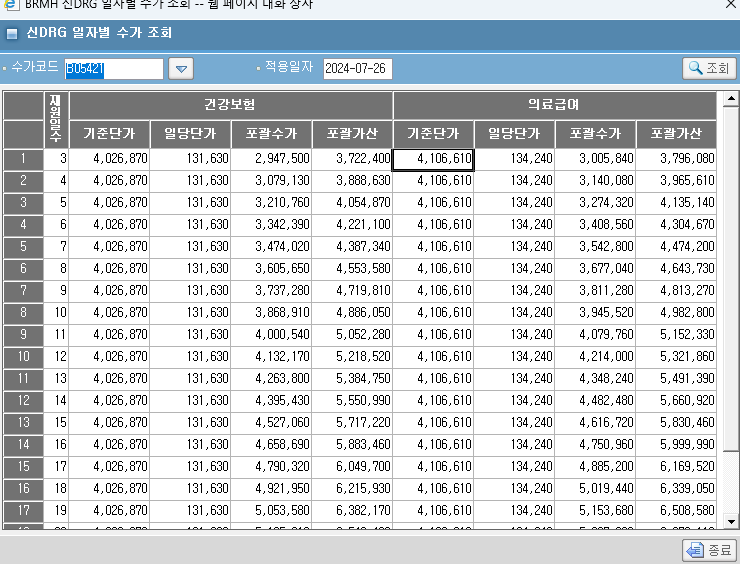 BRMH 신DRG 일자별 수가 조회 -- 웹 페이지 대화 상자
신DRG 일자별 수가 조회
수가코드 B05421 적용일자 2024-07-26 조회
재원일수 건강보험 의료급여
기준단가 일당단가 포괄수가 포괄가산 기준단가 일당단가 포괄수가 포괄가산
1 3 4,026,870 131,630 2,947,500 3,722,400 4,106,610 134,240 3,005,840 3,796,080
2 4 4,026,870 131,630 3,079,130 3,888,630 4,106,610 134,240 3,140,080 3,965,610
3 5 4,026,870 131,630 3,210,760 4,054,870 4,106,610 134,240 3,274,320 4,135,140
4 6 4,026,870 131,630 3,342,390 4,221,100 4,106,610 134,240 3,408,560 4,304,670
5 7 4,026,870 131,630 3,474,020 4,387,340 4,106,610 134,240 3,542,800 4,474,200
6 8 4,026,870 131,630 3,605,650 4,553,580 4,106,610 134,240 3,677,040 4,643,730
7 9 4,026,870 131,630 3,737,280 4,719,810 4,106,610 134,240 3,811,280 4,813,270
8 10 4,026,870 131,630 3,868,910 4,886,050 4,106,610 134,240 3,945,520 4,982,800
9 11 4,026,870 131,630 4,000,540 5,052,280 4,106,610 134,240 4,079,760 5,152,330
10 12 4,026,870 131,630 4,132,170 5,218,520 4,106,610 134,240 4,214,000 5,321,860
11 13 4,026,870 131,630 4,263,800 5,384,750 4,106,610 134,240 4,348,240 5,491,390
12 14 4,026,870 131,630 4,395,430 5,550,990 4,106,610 134,240 4,482,480 5,660,920
13 15 4,026,870 131,630 4,527,060 5,717,220 4,106,610 134,240 4,616,720 5,830,460
14 16 4,026,870 131,630 4,658,690 5,883,460 4,106,610 134,240 4,750,960 5,999,990
15 17 4,026,870 131,630 4,790,320 6,049,700 4,106,610 134,240 4,885,200 6,169,520
16 18 4,026,870 131,630 4,921,950 6,215,930 4,106,610 134,240 5,019,440 6,339,050
17 19 4,026,870 131,630 5,053,580 6,382,170 4,106,610 134,240 5,153,680 6,508,580
종료